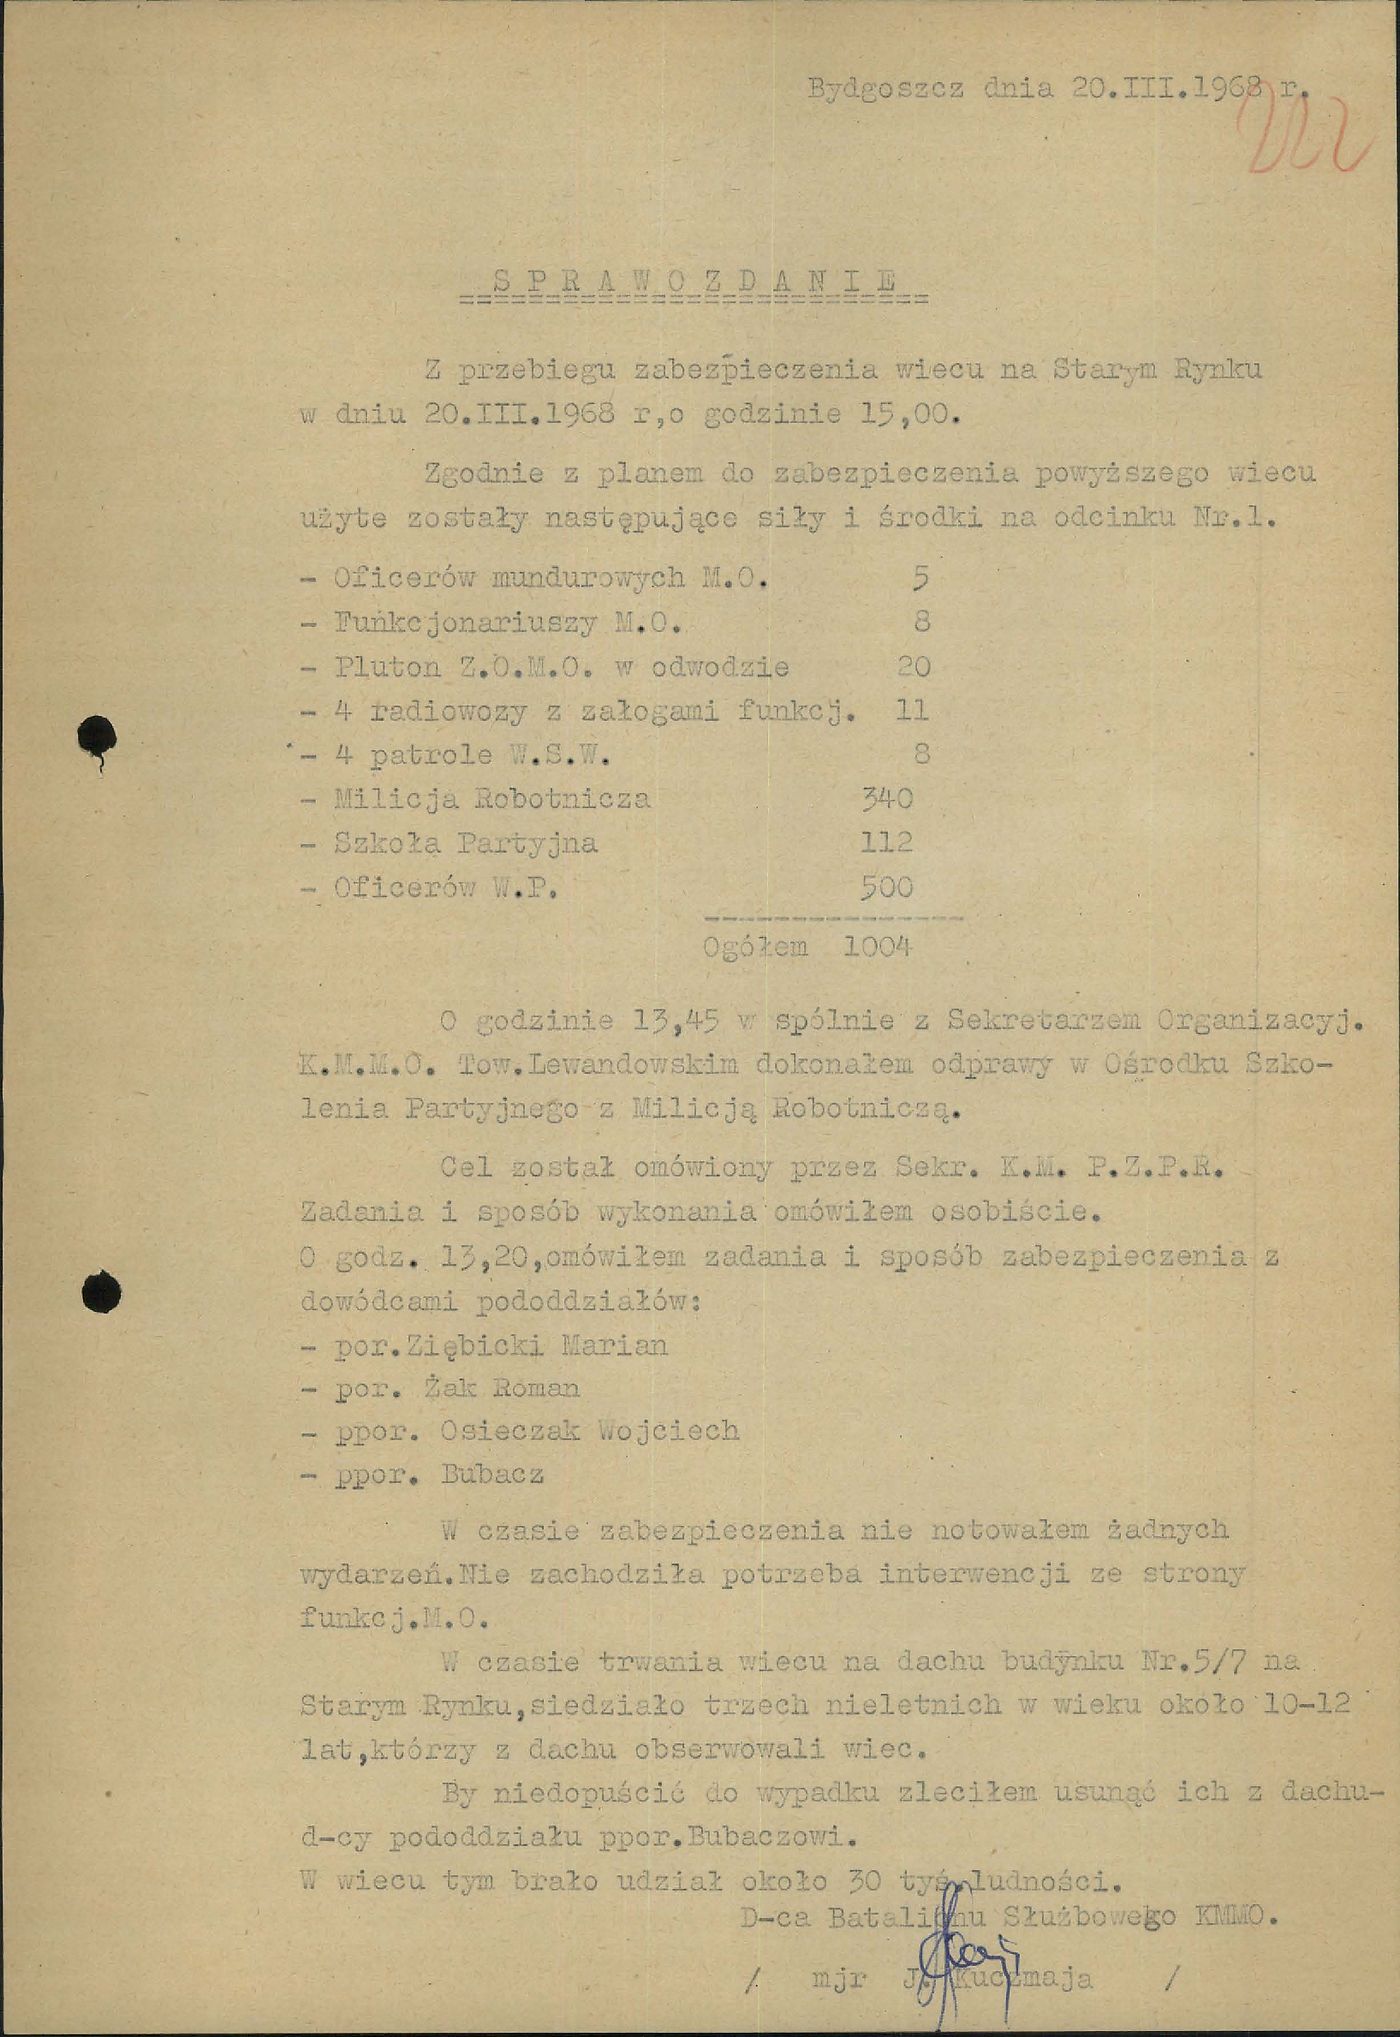 Bydgoszcz dnia 20.III.1968 r.
S P R A W O Z D A N I E
Z przebiegu zabezpieczenia wiecu na Starym Rynku
w dniu 20.III.1968 r,o godzinie 15,00.
Zgodnie z planem do zabezpieczenia powyższego wiecu
użyte zostały następujące siły i środki na odcinku Nr.1.
- Oficerów mundurowych M.O. 5
- Funkcjonariuszy M.O. 8
- Pluton Z.O.M.O. w odwodzie 20
- 4 radiowozy z załogami funkcj. 11
- 4 patrole W.S.W. 8
- Milicja Robotnicza 340
- Szkoła Partyjna 112
- Oficerów W.P. 500
Ogółem 1004
O godzinie 13,45 w spólnie z Sekretarzem Organizacyj.
K.M.M.O. Tow.Lewandowskim dokonałem odprawy w Ośrodku Szko-
lenia Partyjnego z Milicją Robotniczą.
Cel został omówiony przez Sekr. K.M. P.Z.P.R.
Zadania i sposób wykonania omówiłem osobiście.
O godz. 13,20,omówiłem zadania i sposób zabezpieczenia z
dowódcami pododdziałów:
- por.Ziębicki Marian
- por. Żak Roman
- ppor. Osieczak Wojciech
- ppor. Bubacz
W czasie zabezpieczenia nie notowałem żadnych
wydarzeń.Nie zachodziła potrzeba interwencji ze strony
funkcj.M.O.
W czasie trwania wiecu na dachu budynku Nr.5/7 na
Starym Rynku,siedziało trzech nieletnich w wieku około 10-12
lat,którzy z dachu obserwowali wiec.
By niedopuścić do wypadku zleciłem usunąć ich z dachu-
d-cy pododdziału ppor.Bubaczowi.
W wiecu tym brało udział około 30 tyś.ludności.
D-ca Batalionu Służbowego KMMO.
/ mjr J. Kuczmaja /